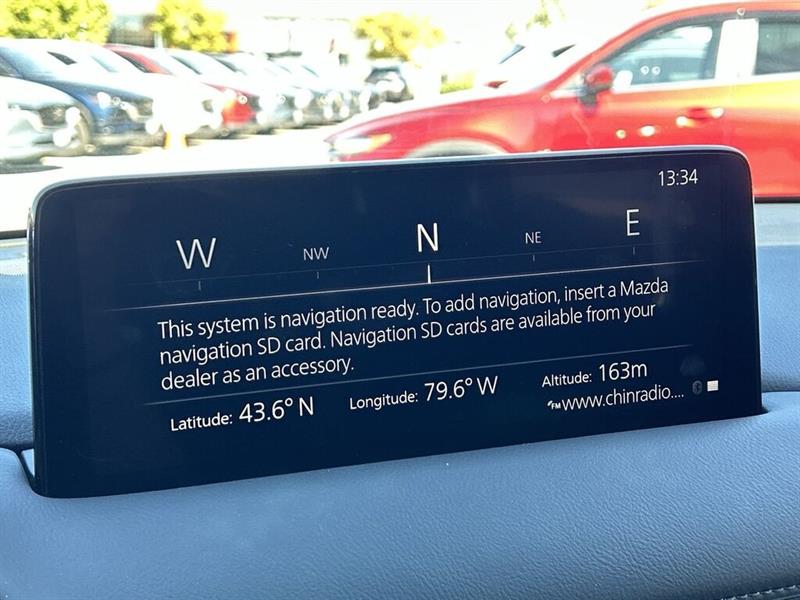 13:34
W NW N NE E
This system is navigation ready. To add navigation, insert a Mazda
navigation SD card. Navigation SD cards are available from your
dealer as an accessory.
Latitude: 43.6° N Longitude: 79.6° W Altitude: 163m
FM www.chinradio....